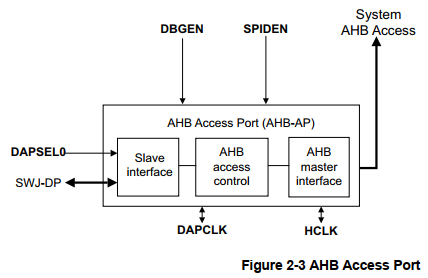 System
AHB Access
DBGEN
SPIDEN
AHB Access Port (AHB-AP)
DAPSEL0
SWJ-DP
Slave
interface
AHB
access
control
AHB
master
interface
DAPCLK
HCLK
Figure 2-3 AHB Access Port